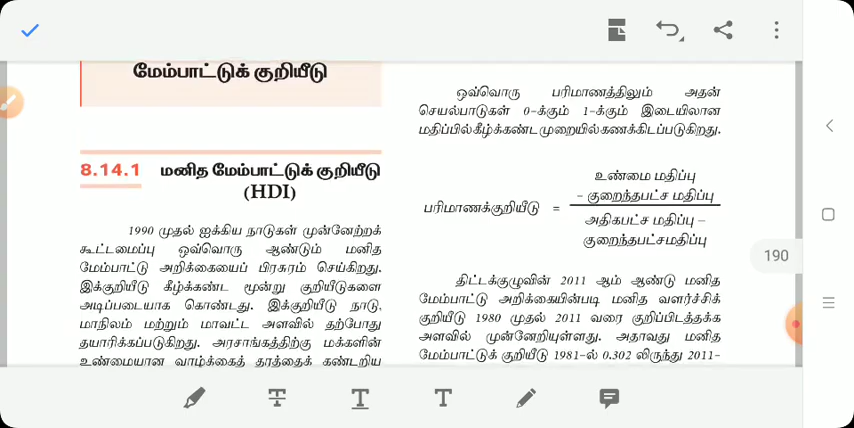 மேம்பாட்டுக் குறியீடு
8.14.1 மனித மேம்பாட்டுக் குறியீடு
(HDI)
1990 முதல் ஐக்கிய நாடுகள் முன்னேற்றக்
கூட்டமைப்பு ஒவ்வொரு ஆண்டும் மனித
மேம்பாட்டு அறிக்கையைப் பிரசுரம் செய்கிறது.
இக்குறியீடு கீழ்க்கண்ட மூன்று குறியீடுகளை
அடிப்படையாக கொண்டது. இக்குறியீடு நாடு,
மாநிலம் மற்றும் மாவட்ட அளவில் தற்போது
தயாரிக்கப்படுகிறது. அரசாங்கத்திற்கு மக்களின்
உண்மையான வாழ்க்கைத் தரத்தைக் கண்டறிய
ஒவ்வொரு பரிமாணத்திலும் அதன்
செயல்பாடுகள் 0-க்கும் 1-க்கும் இடையிலான
மதிப்பில்கீழ்க்கண்டமுறையில்கணக்கிடப்படுகிறது.
உண்மை மதிப்பு
– குறைந்தபட்ச மதிப்பு
பரிமாணக்குறியீடு =
அதிகபட்ச மதிப்பு –
குறைந்தபட்சமதிப்பு
திட்டக்குழுவின் 2011 ஆம் ஆண்டு மனித
மேம்பாட்டு அறிக்கையின்படி மனித வளர்ச்சிக்
குறியீடு 1980 முதல் 2011 வரை குறிப்பிடத்தக்க
அளவில் முன்னேறியுள்ளது. அதாவது மனித
மேம்பாட்டுக் குறியீடு 1981-ல் 0.302 லிருந்து 2011-
190